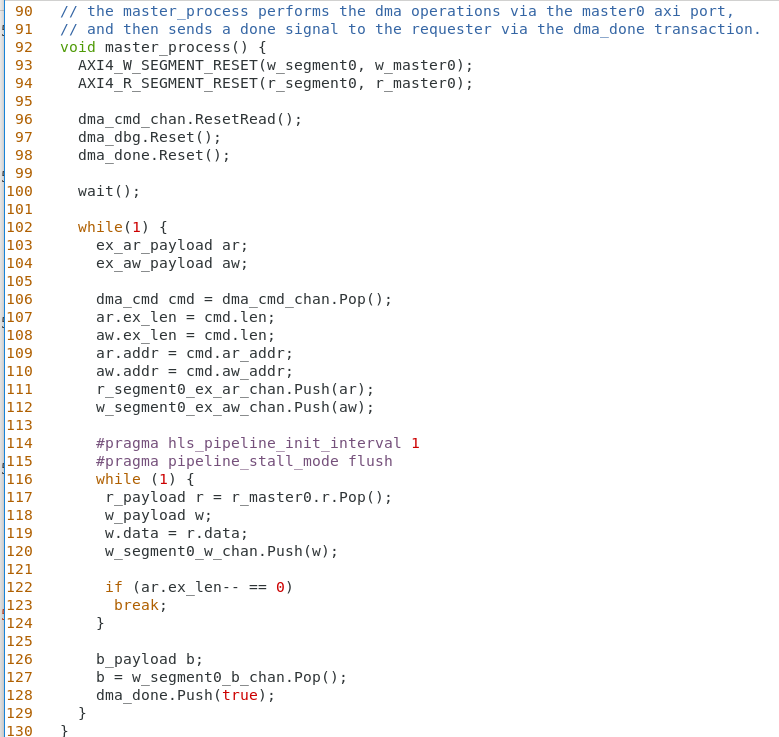 90 // the master_process performs the dma operations via the master0 axi port,
91 // and then sends a done signal to the requester via the dma_done transaction.
92 void master_process() {
93 AXI4_W_SEGMENT_RESET(w_segment0, w_master0);
94 AXI4_R_SEGMENT_RESET(r_segment0, r_master0);
95
96 dma_cmd_chan.ResetRead();
97 dma_dbg.Reset();
98 dma_done.Reset();
99
100 wait();
101
102 while(1) {
103 ex_ar_payload ar;
104 ex_aw_payload aw;
105
106 dma_cmd cmd = dma_cmd_chan.Pop();
107 ar.ex_len = cmd.len;
108 aw.ex_len = cmd.len;
109 ar.addr = cmd.ar_addr;
110 aw.addr = cmd.aw_addr;
111 r_segment0_ex_ar_chan.Push(ar);
112 w_segment0_ex_aw_chan.Push(aw);
113
114 #pragma hls_pipeline_init_interval 1
115 #pragma pipeline_stall_mode flush
116 while (1) {
117 r_payload r = r_master0.r.Pop();
118 w_payload w;
119 w.data = r.data;
120 w_segment0_w_chan.Push(w);
121
122 if (ar.ex_len-- == 0)
123 break;
124 }
125
126 b_payload b;
127 b = w_segment0_b_chan.Pop();
128 dma_done.Push(true);
129 }
130 }